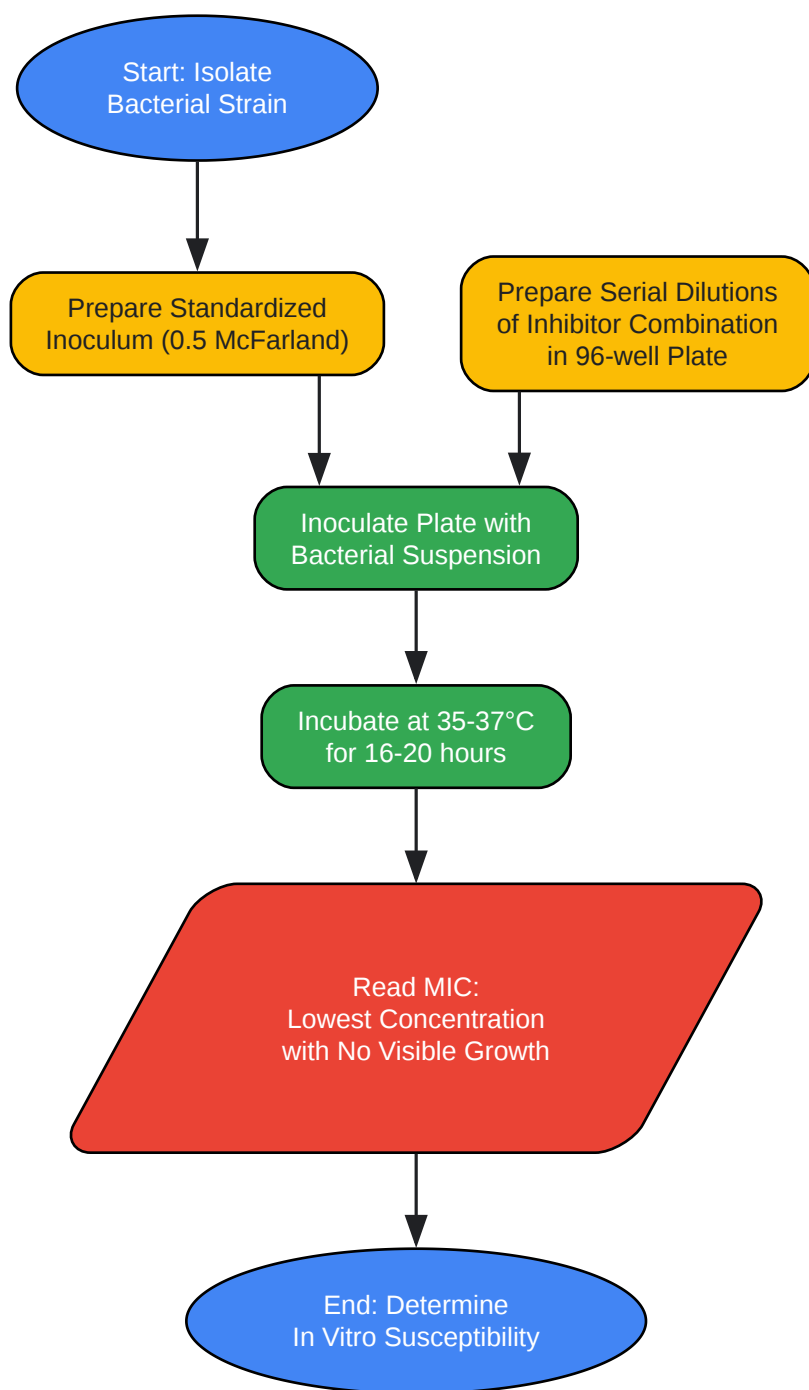 Start: Isolate
Bacterial Strain
Prepare Standardized
Inoculum (0.5 McFarland)
Prepare Serial Dilutions
of Inhibitor Combination
in 96-well Plate
Inoculate Plate with
Bacterial Suspension
Incubate at 35-37°C
for 16-20 hours
Read MIC:
Lowest Concentration
with No Visible Growth
End: Determine
In Vitro Susceptibility